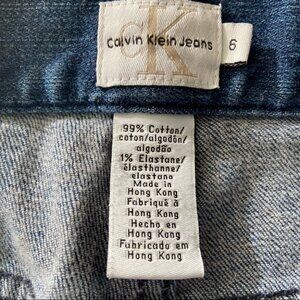 CK
Calvin Klein Jeans
6
99% Cotton/
coton/algodón/
algodão
1% Elastane/
élasthanne/
elastano
Made in
Hong Kong
Fabriqué à
Hong Kong
Hecho en
Hong Kong
Fabricado em
Hong Kong